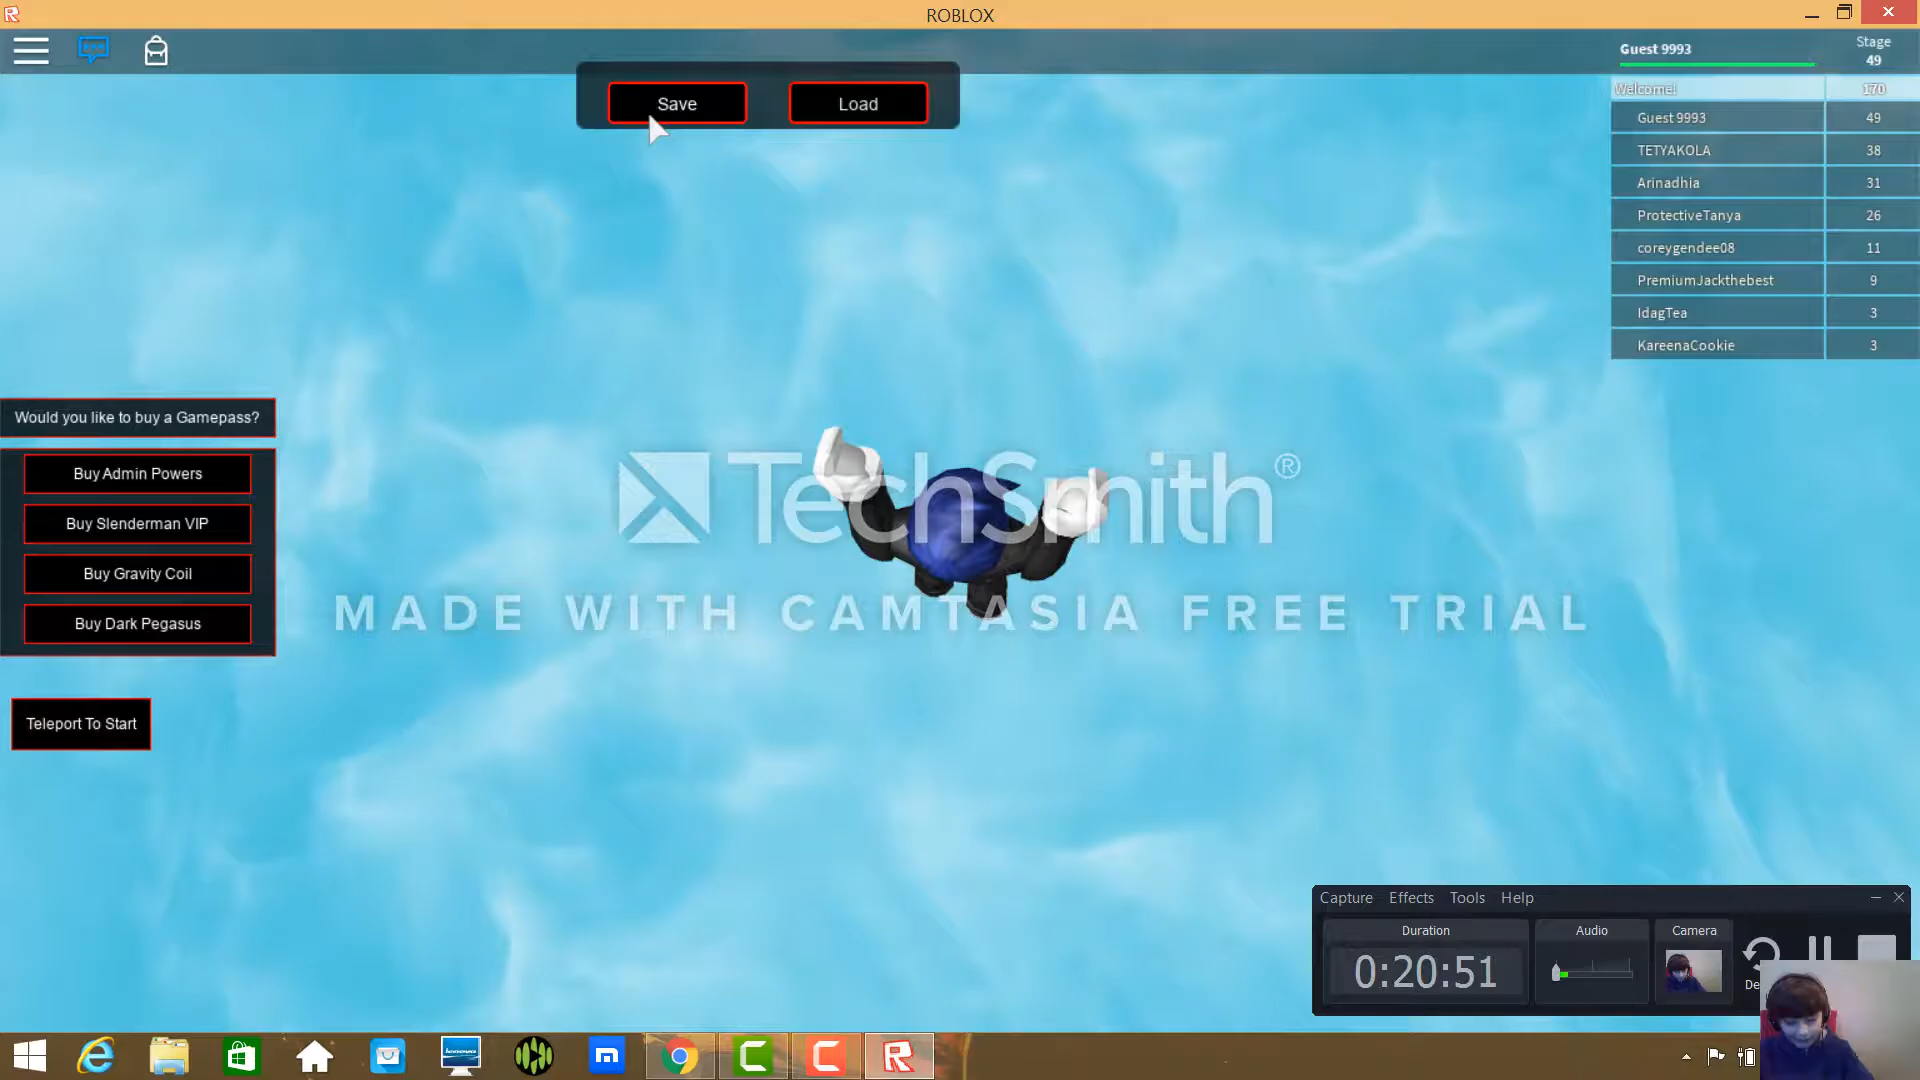 ROBLOX
Guest 9993
Stage
49
Save
Load
Welcome! 170
Guest 9993 49
TETYAKOLA 38
Arinadhia 31
ProtectiveTanya 26
coreygendee08 11
PremiumJackthebest 9
IdagTea 3
KareenaCookie 3
Would you like to buy a Gamepass?
Buy Admin Powers
Buy Slenderman VIP
Buy Gravity Coil
Buy Dark Pegasus
Teleport To Start
TechSmith®
MADE WITH CAMTASIA FREE TRIAL
Capture Effects Tools Help
Duration Audio Camera
0:20:51